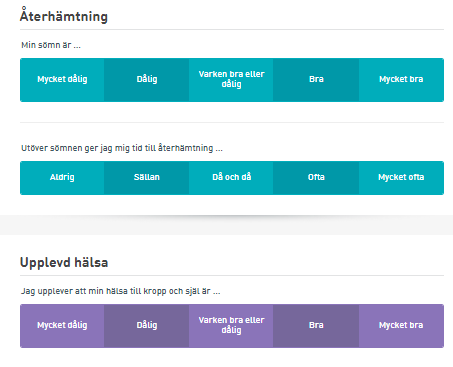 Återhämtning
Min sömn är ...
Mycket dålig
Dålig
Varken bra eller
dålig
Bra
Mycket bra
Utöver sömnen ger jag mig tid till återhämtning ...
Aldrig
Sällan
Då och då
Ofta
Mycket ofta
Upplevd hälsa
Jag upplever att min hälsa till kropp och själ är ...
Mycket dålig
Dålig
Varken bra eller
dålig
Bra
Mycket bra